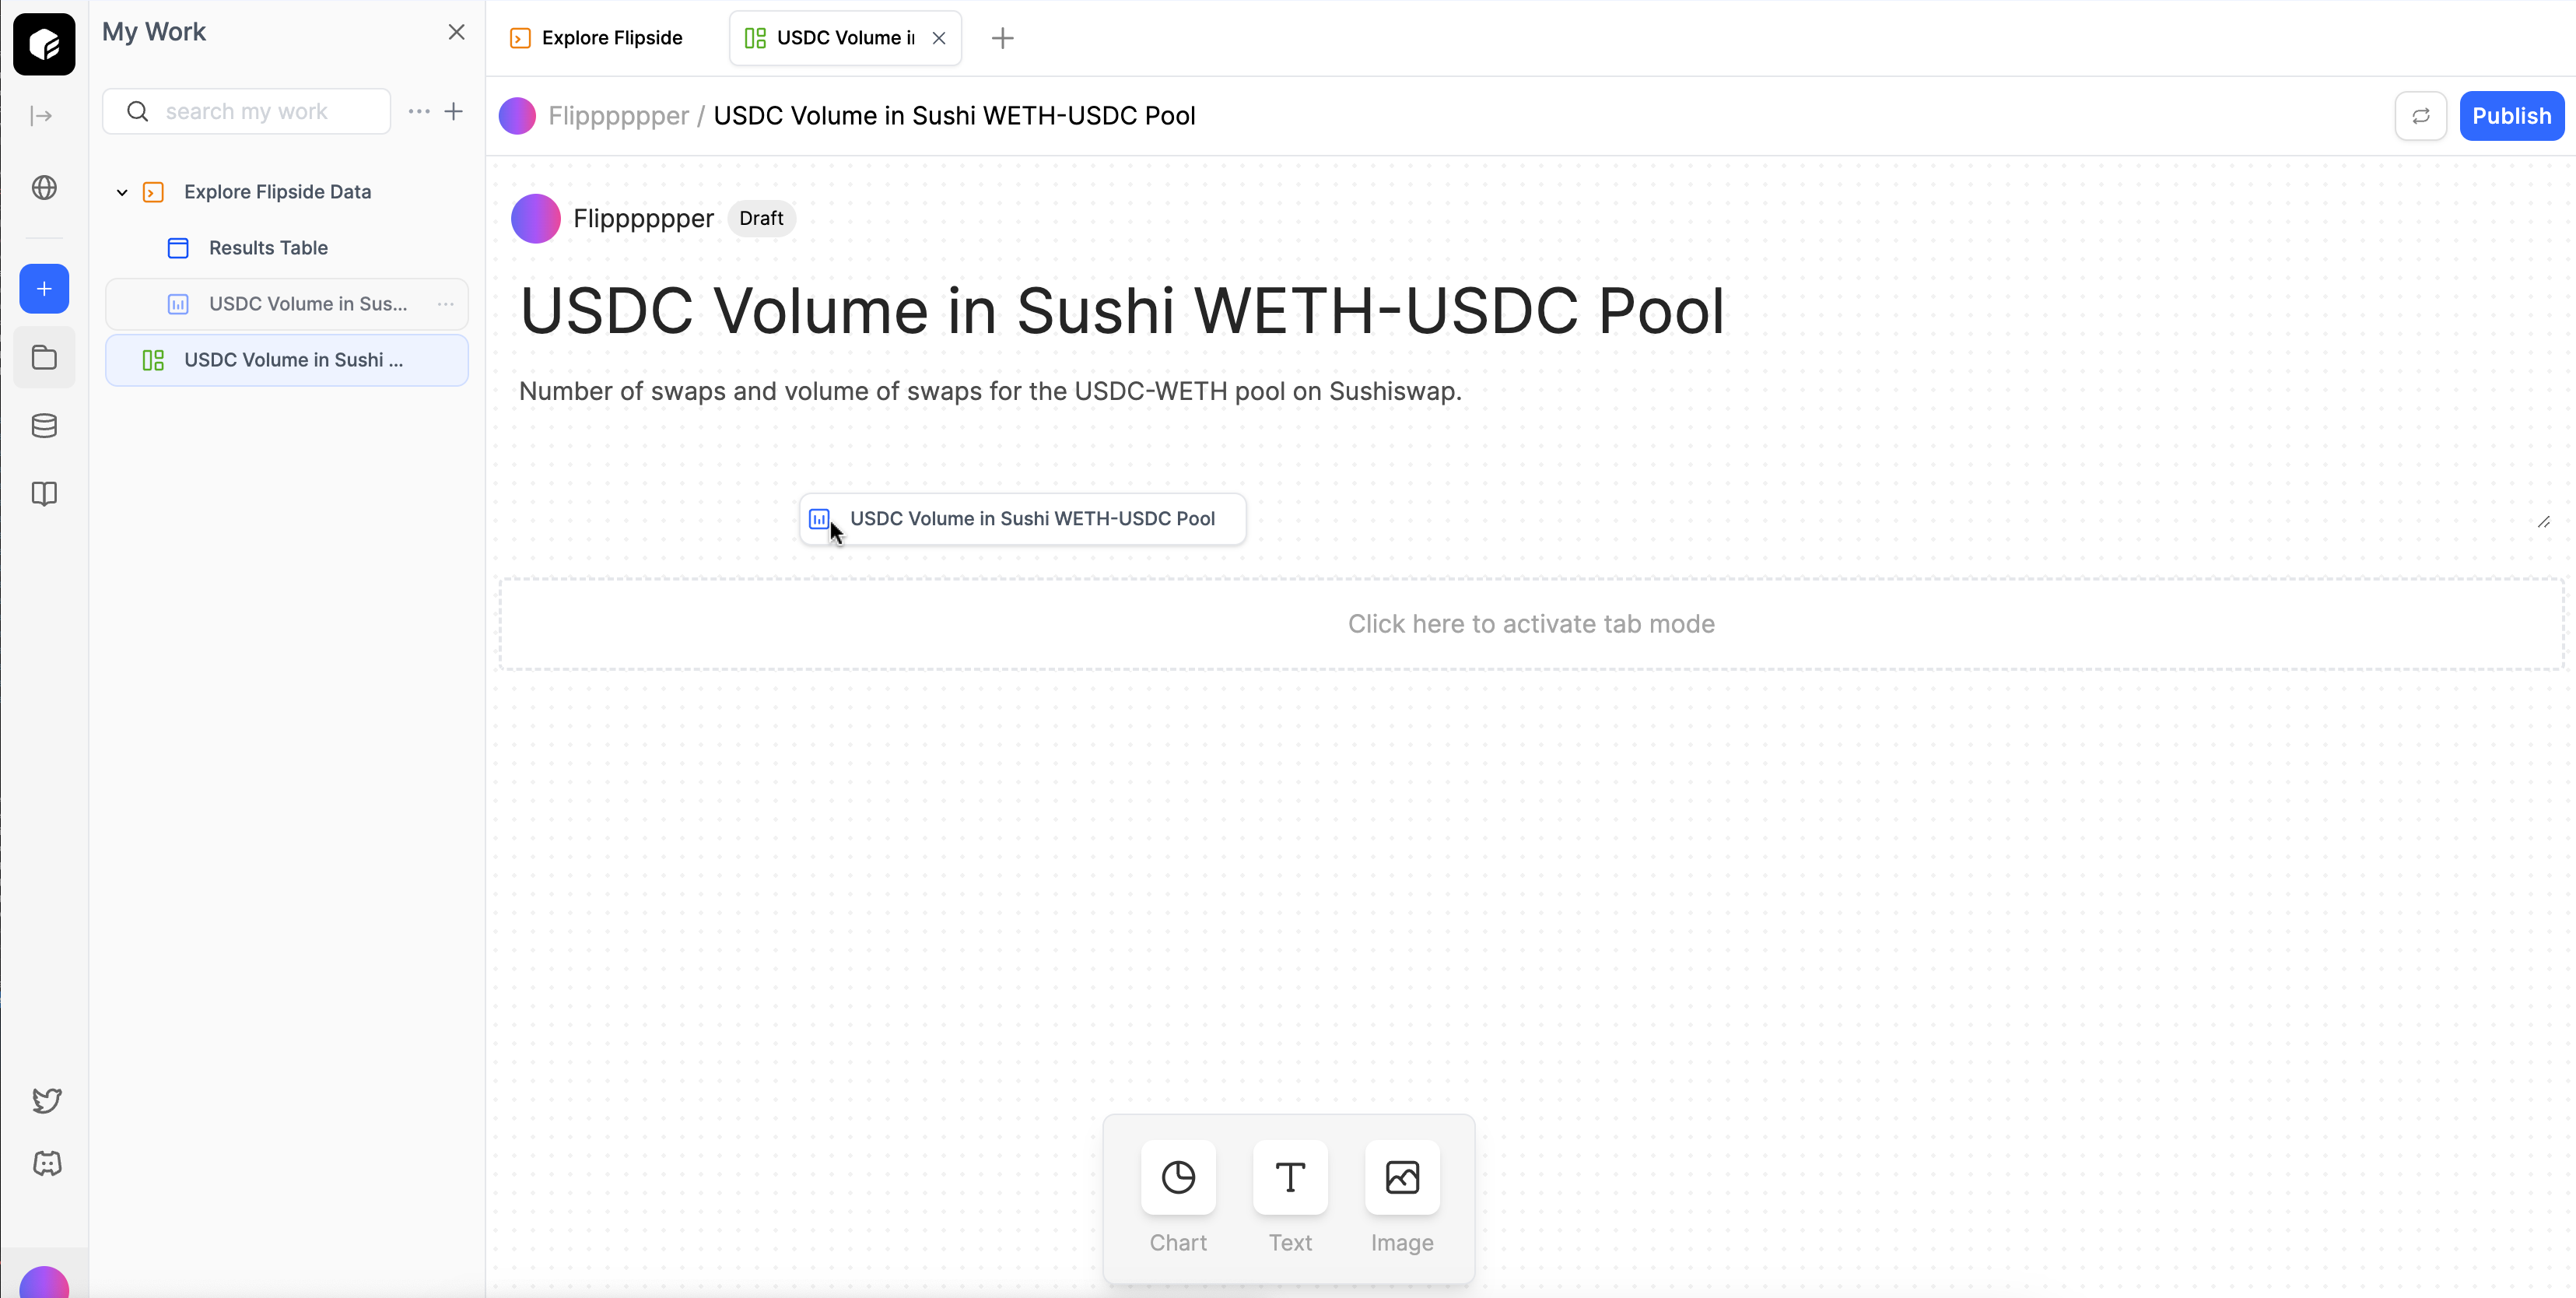 My Work
search my work
Explore Flipside Data
Results Table
USDC Volume in Sus...
USDC Volume in Sushi ...
Explore Flipside
USDC Volume in
Flipppppper / USDC Volume in Sushi WETH-USDC Pool
Publish
Flipppppper
Draft
USDC Volume in Sushi WETH-USDC Pool
Number of swaps and volume of swaps for the USDC-WETH pool on Sushiswap.
USDC Volume in Sushi WETH-USDC Pool
Click here to activate tab mode
Chart
Text
Image